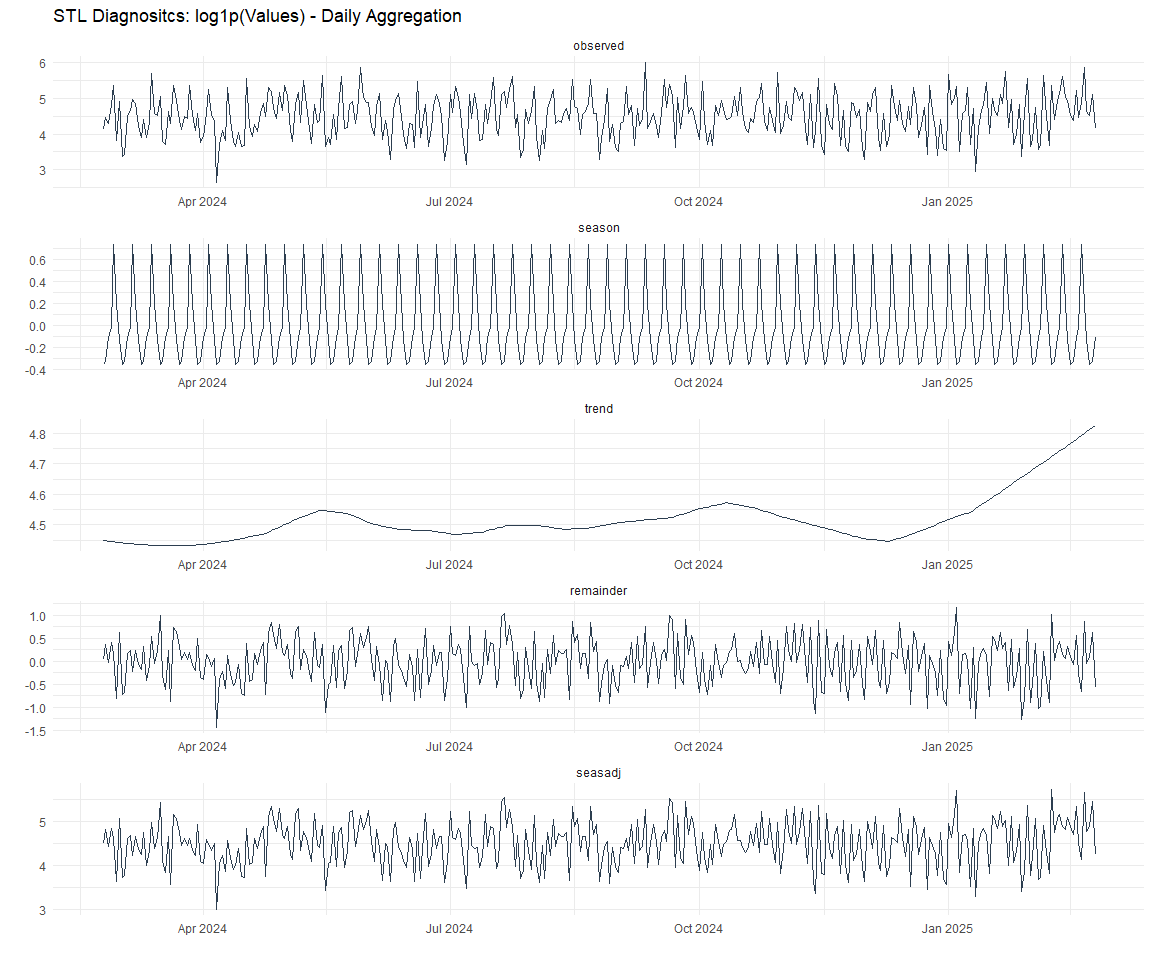 STL Diagnositcs: log1p(Values) - Daily Aggregation
observed
6
5
4
3
Apr 2024 Jul 2024 Oct 2024 Jan 2025
season
0.6
0.4
0.2
0.0
-0.2
-0.4
Apr 2024 Jul 2024 Oct 2024 Jan 2025
trend
4.8
4.7
4.6
4.5
Apr 2024 Jul 2024 Oct 2024 Jan 2025
remainder
1.0
0.5
0.0
-0.5
-1.0
-1.5
Apr 2024 Jul 2024 Oct 2024 Jan 2025
seasadj
5
4
3
Apr 2024 Jul 2024 Oct 2024 Jan 2025